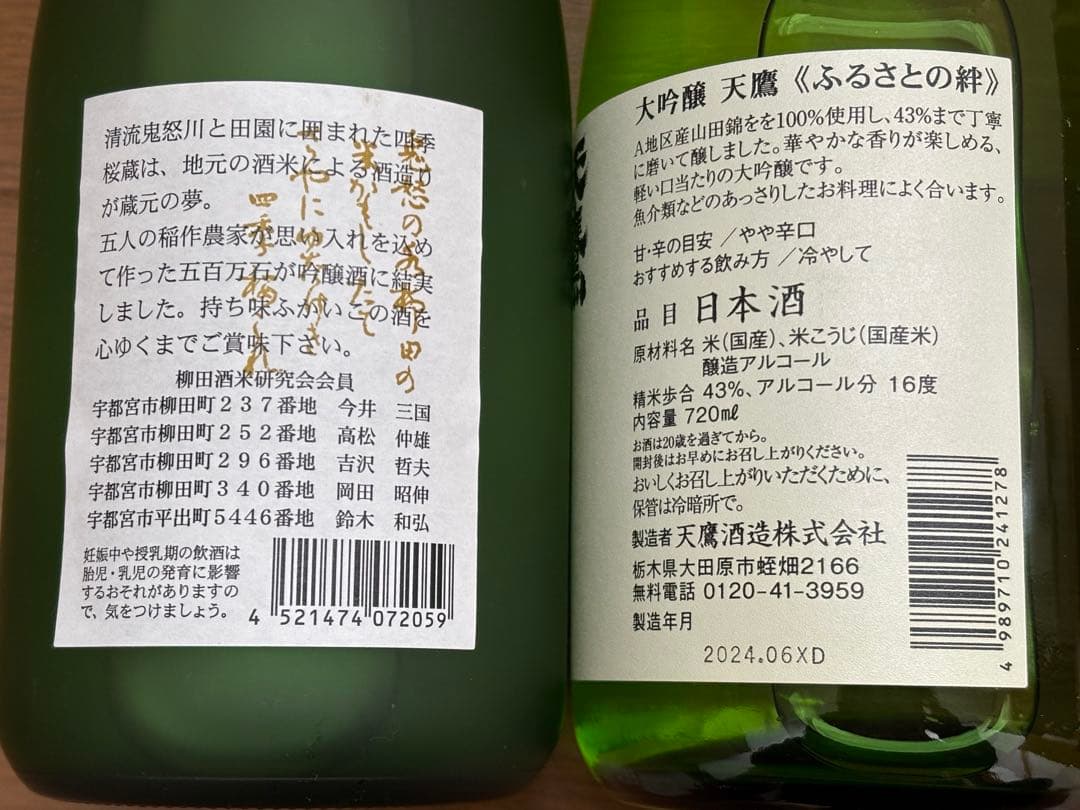 清流鬼怒川と田園に囲まれた四季
桜蔵は、地元の酒米による酒造り
が蔵元の夢。
五人の稲作農家が思い入れを込め
て作った五百万石が吟醸酒に結実
しました。持ち味ふかいこの酒を
心ゆくまでご賞味下さい。
柳田酒米研究会会員
宇都宮市柳田町237番地 今井 三国
宇都宮市柳田町252番地 高松 仲雄
宇都宮市柳田町296番地 吉沢 哲夫
宇都宮市柳田町340番地 岡田 昭伸
宇都宮市平出町5446番地 鈴木 和弘
妊娠中や授乳期の飲酒は
胎児・乳児の発育に影響
するおそれがありますの
で、気をつけましょう。
4 521474 072059
大吟醸 天鷹《ふるさとの絆》
A地区産山田錦をを100%使用し、43%まで丁寧
に磨いて醸しました。華やかな香りが楽しめる、
軽い口当たりの大吟醸です。
魚介類などのあっさりしたお料理によく合います。
甘・辛の目安 ／やや辛口
おすすめする飲み方 ／冷やして
品目 日本酒
原材料名 米(国産)、米こうじ(国産米)
醸造アルコール
精米歩合 43%、アルコール分 16度
内容量 720㎖
お酒は20歳を過ぎてから。
開封後はお早めにお召し上がりください。
おいしくお召し上がりいただくために、
保管は冷暗所で。
製造者 天鷹酒造株式会社
栃木県大田原市蛭畑2166
無料電話 0120-41-3959
製造年月
2024.06XD
4 989710 241278